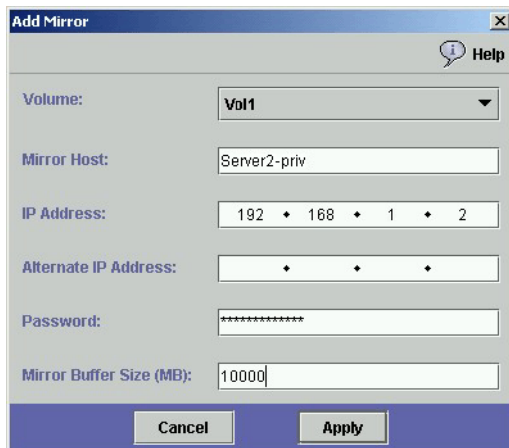 Add Mirror
Help
Volume: Vol1
Mirror Host: Server2-priv
IP Address: 192 • 168 • 1 • 2
Alternate IP Address: • • •
Password: *************
Mirror Buffer Size (MB): 10000
Cancel Apply